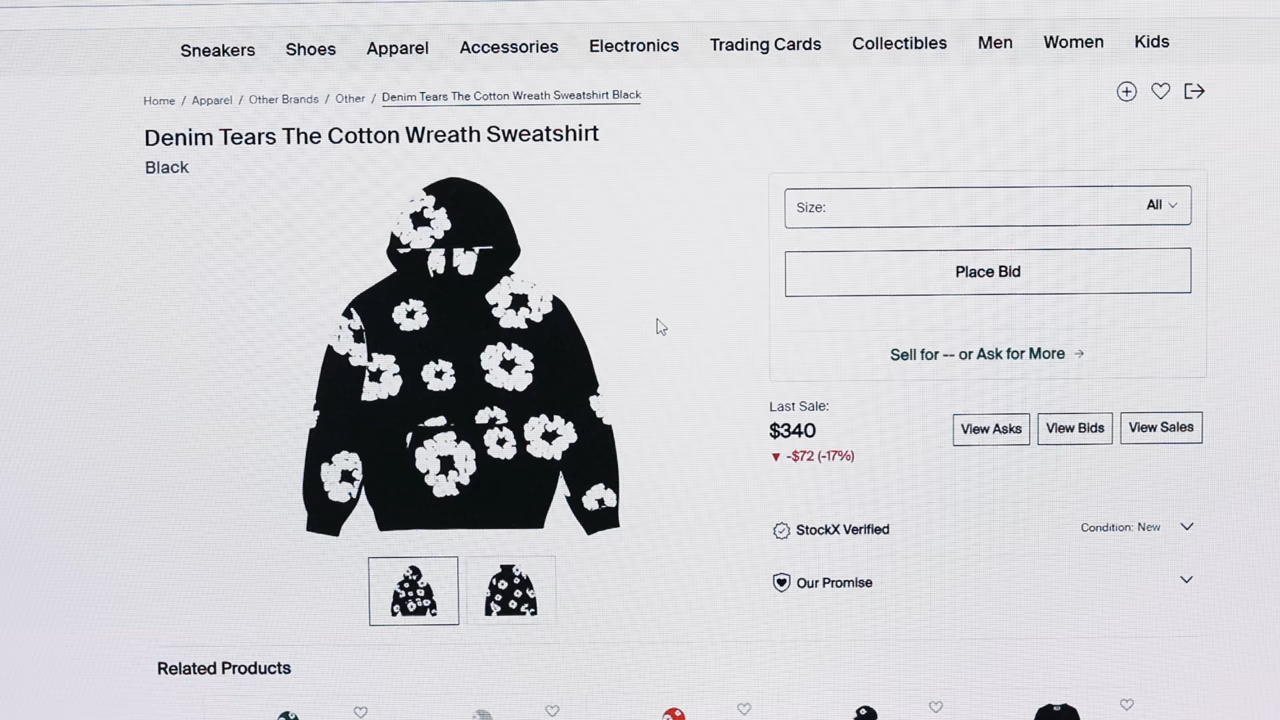 Sneakers Shoes Apparel Accessories Electronics Trading Cards Collectibles Men Women Kids
Home / Apparel / Other Brands / Other / Denim Tears The Cotton Wreath Sweatshirt Black
Denim Tears The Cotton Wreath Sweatshirt
Black
Size: All
Place Bid
Sell for -- or Ask for More →
Last Sale:
$340
▼ -$72 (-17%)
View Asks View Bids View Sales
StockX Verified Condition: New
Our Promise
Related Products